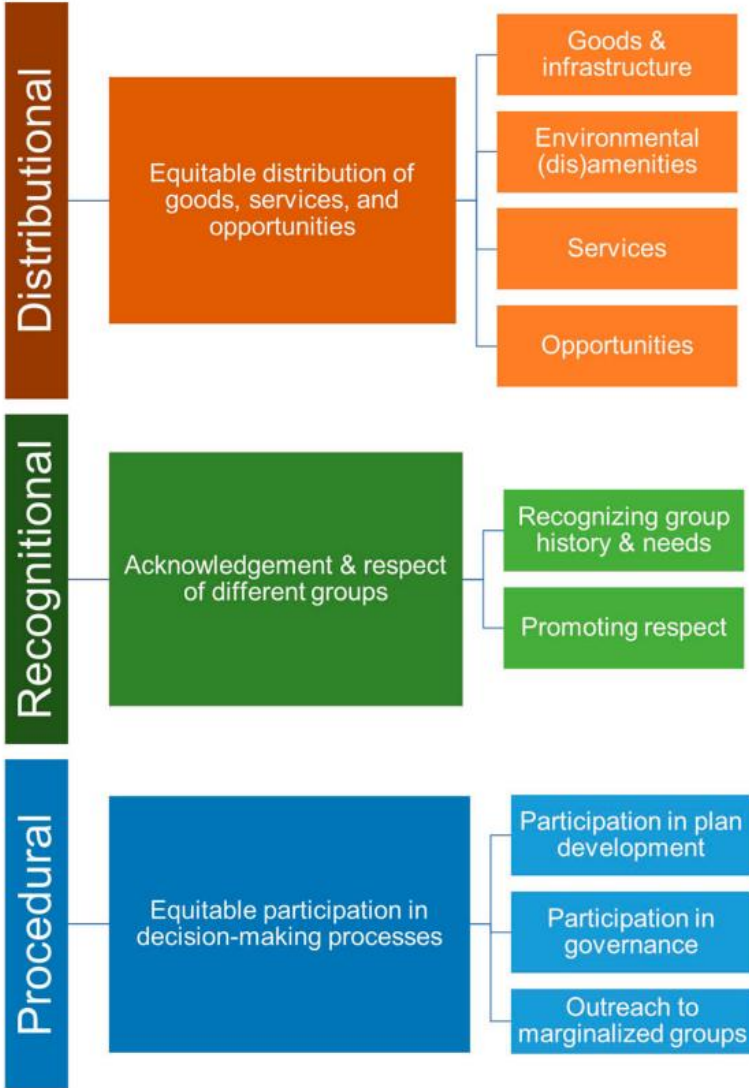 Distributional
Equitable distribution of
goods, services, and
opportunities
Goods &
infrastructure
Environmental
(dis)amenities
Services
Opportunities
Recognitional
Acknowledgement & respect
of different groups
Recognizing group
history & needs
Promoting respect
Procedural
Equitable participation in
decision-making processes
Participation in plan
development
Participation in
governance
Outreach to
marginalized groups